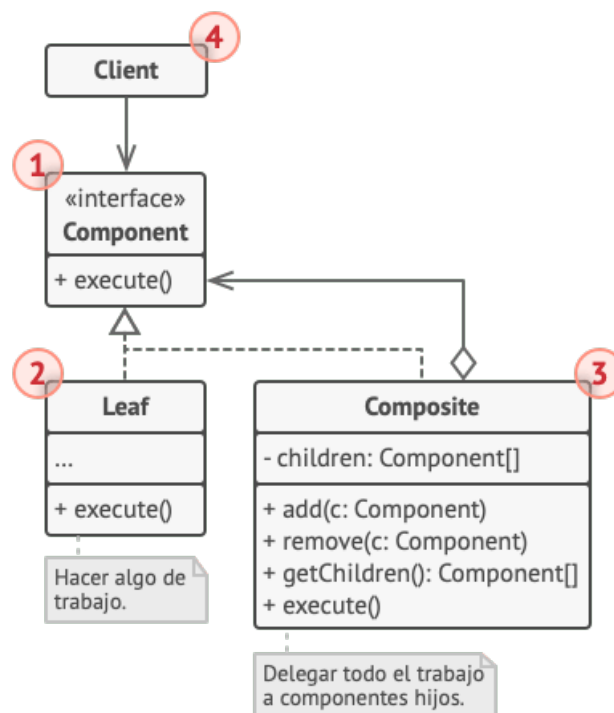 4
Client
1
«interface»
Component
+ execute()
2
Leaf
...
+ execute()
Hacer algo de
trabajo.
3
Composite
- children: Component[]
+ add(c: Component)
+ remove(c: Component)
+ getChildren(): Component[]
+ execute()
Delegar todo el trabajo
a componentes hijos.